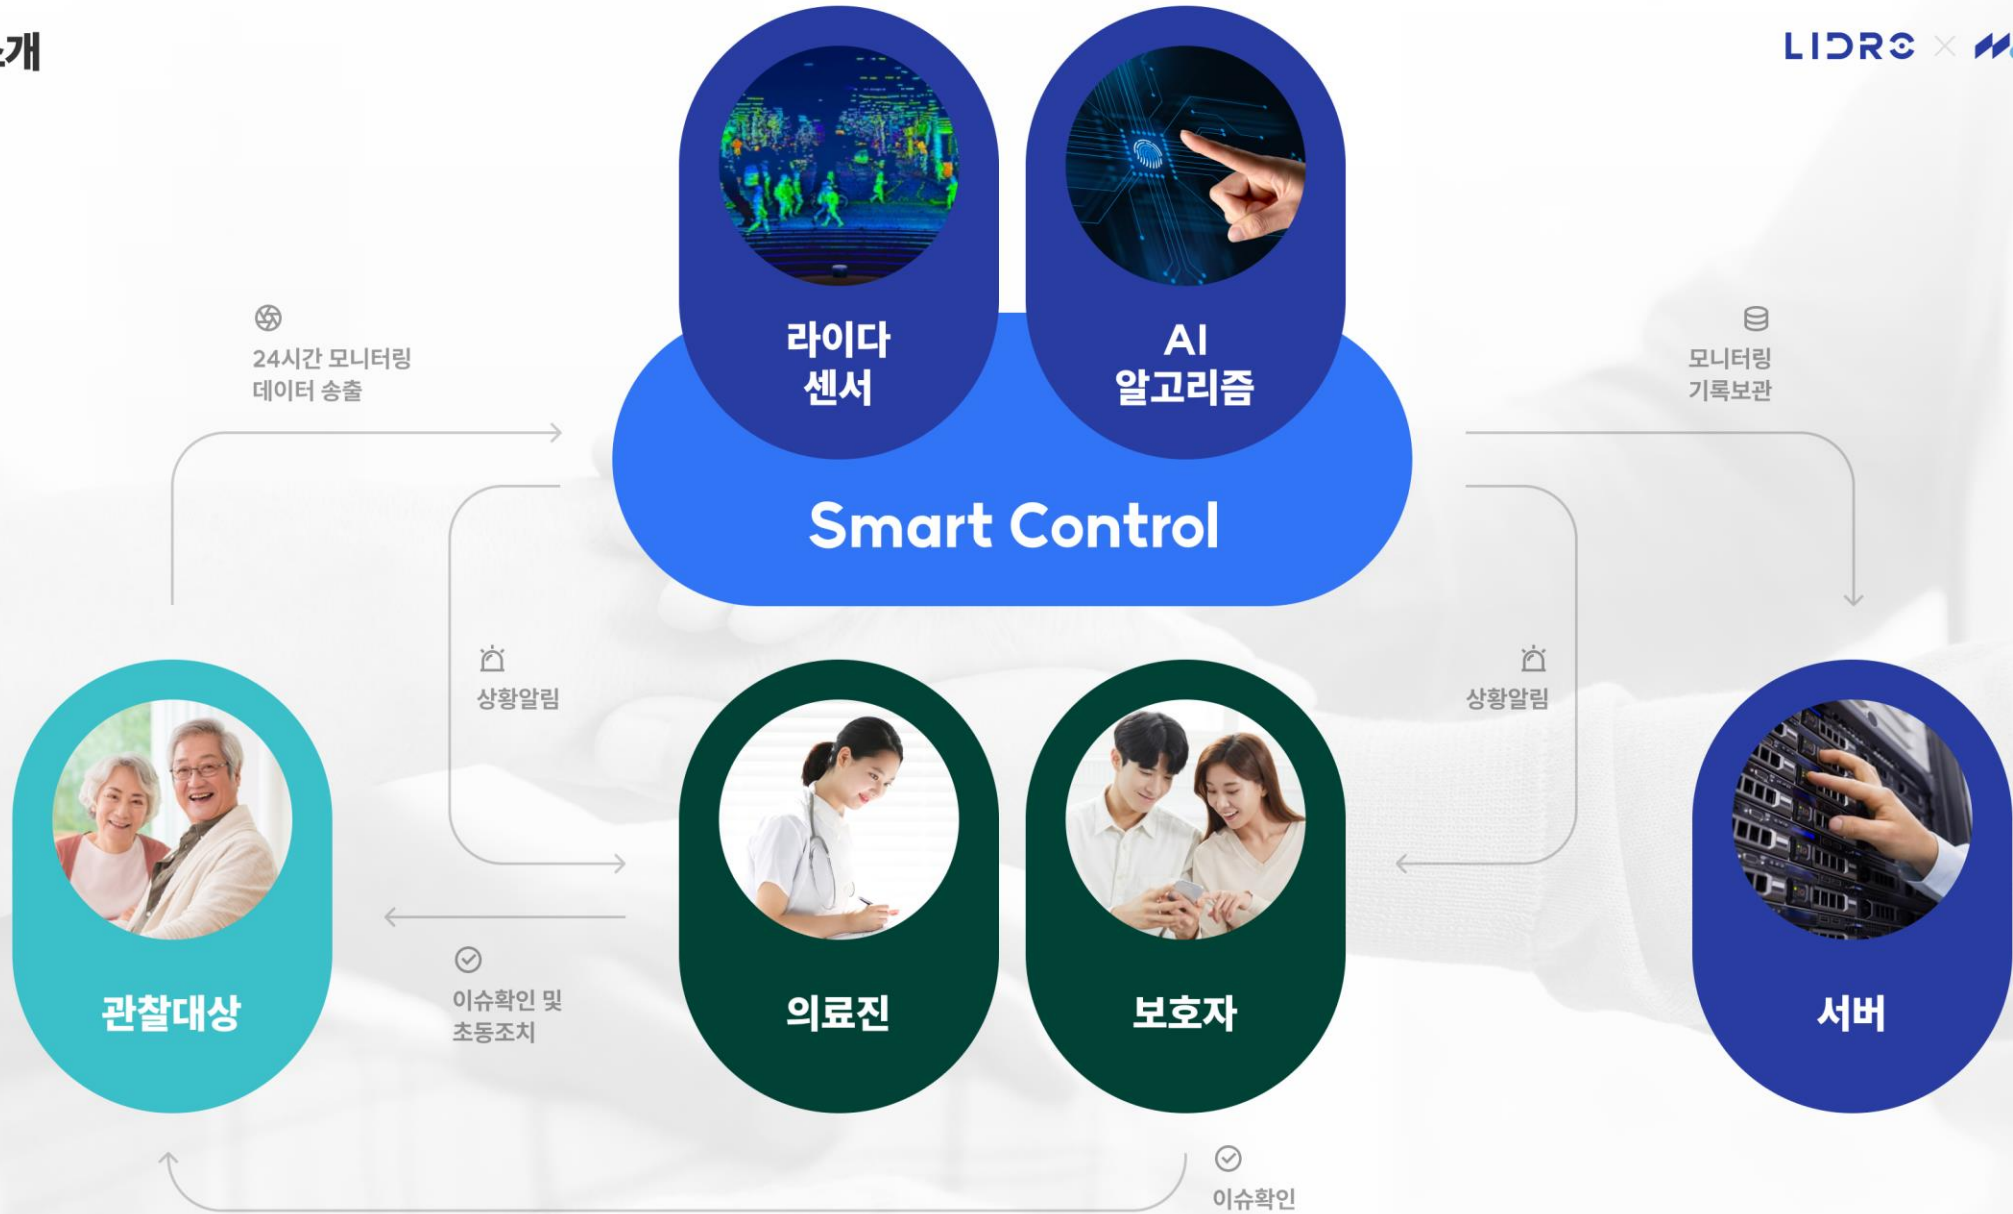 개
LIDRO ×
라이다
센서
AI
알고리즘
Smart Control
24시간 모니터링
데이터 송출
모니터링
기록보관
상황알림
상황알림
관찰대상
이슈확인 및
초동조치
의료진
보호자
서버
이슈확인